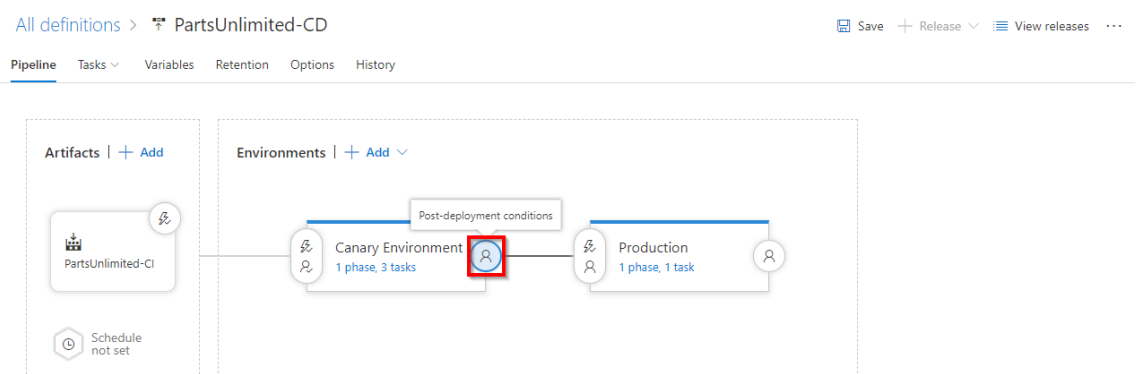 All definitions > PartsUnlimited-CD
Save + Release View releases ...
Pipeline Tasks Variables Retention Options History
Artifacts | + Add
Environments | + Add
Post-deployment conditions
PartsUnlimited-CI
Canary Environment
1 phase, 3 tasks
Production
1 phase, 1 task
Schedule
not set